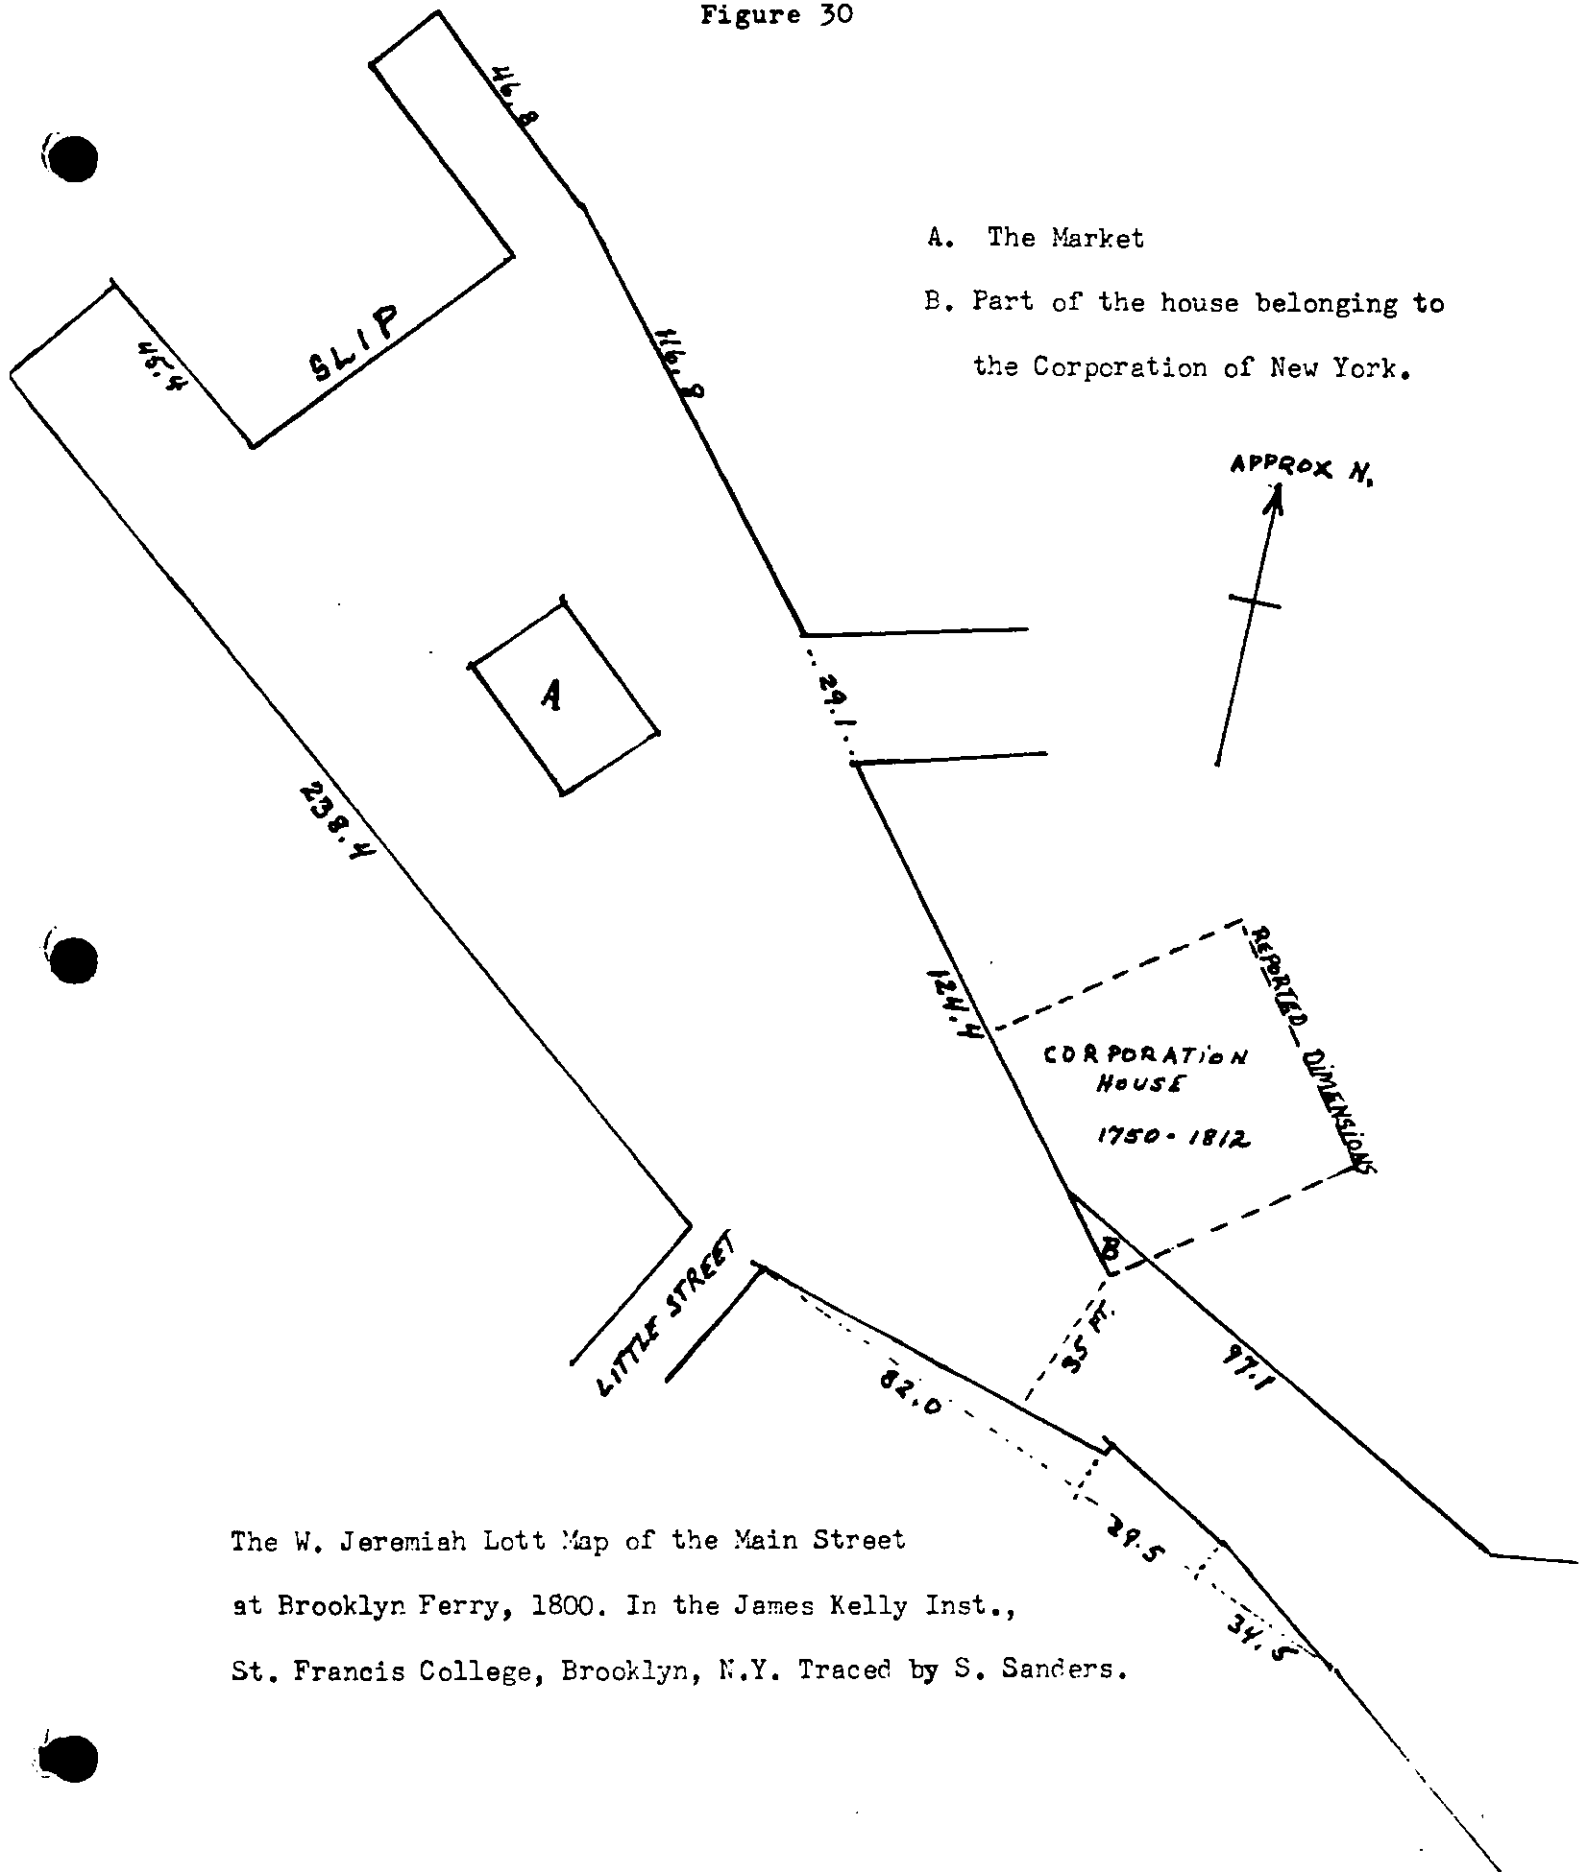 Figure 30
46.8
A. The Market
B. Part of the house belonging to
the Corporation of New York.
45.4
SLIP
116.8
APPROX N.
A
29.1
238.4
124.4
REPORTED DIMENSIONS
CORPORATION
HOUSE
1750-1812
B
LITTLE STREET
35 FT.
82.0
97.1
29.5
34.5
The W. Jeremiah Lott Map of the Main Street
at Brooklyn Ferry, 1800. In the James Kelly Inst.,
St. Francis College, Brooklyn, N.Y. Traced by S. Sanders.